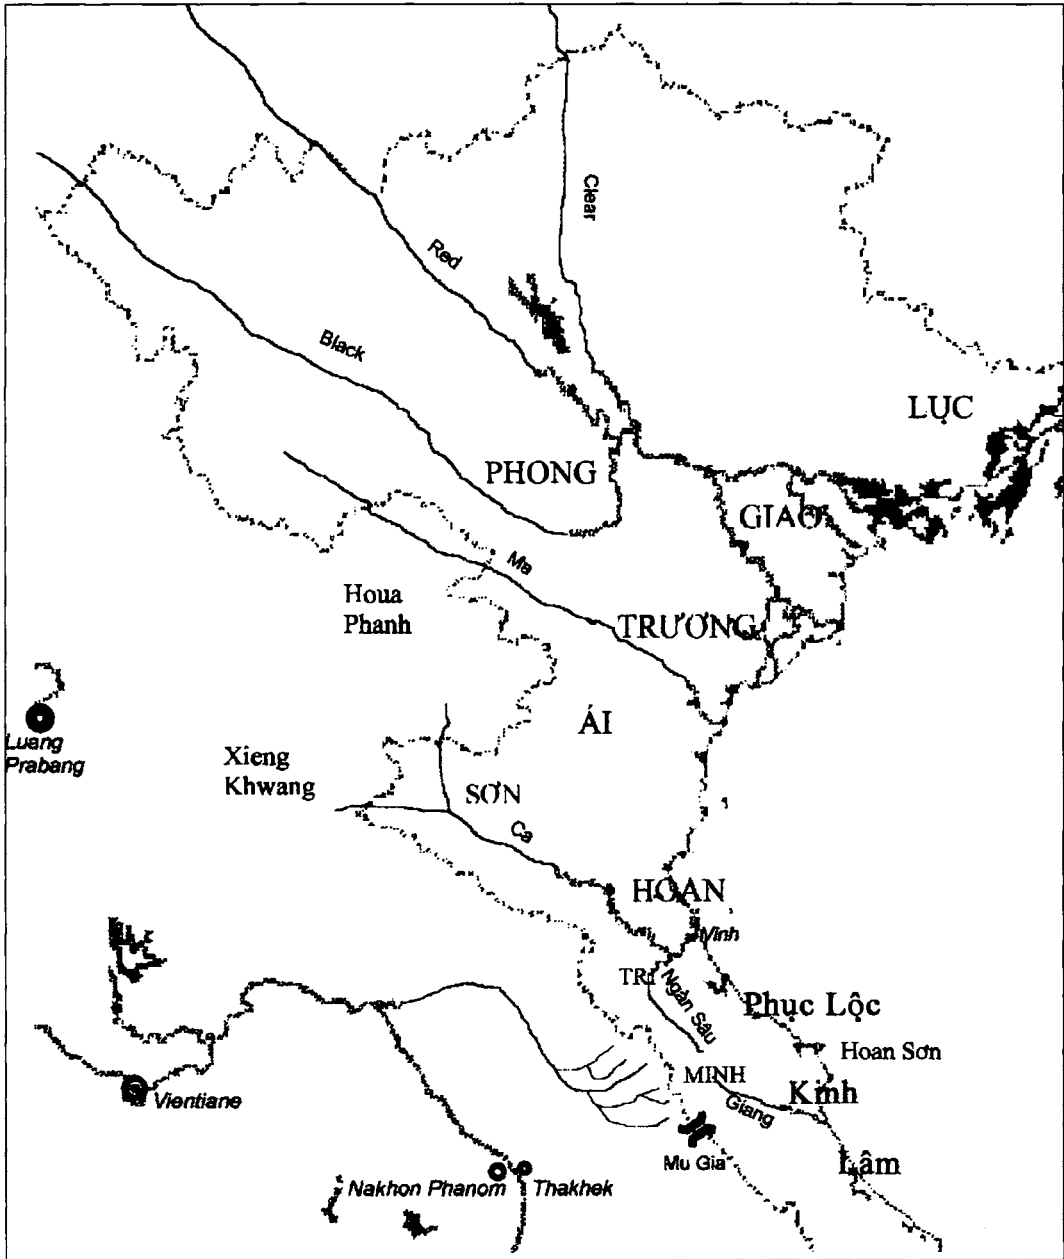 Clear
Red
Black
LỤC
PHONG
GIAO
Ma
Houa
Phanh
TRƯƠNG
ÁI
Luang
Prabang
Xieng
Khwang
SƠN
Ca
HOAN
Vinh
TRI
Ngàn Sâu
Phục Lộc
Hoan Sơn
MINH
Kinh
Giang
Vientiane
Mu Gia
Lâm
Nakhon Phanom
Thakhek